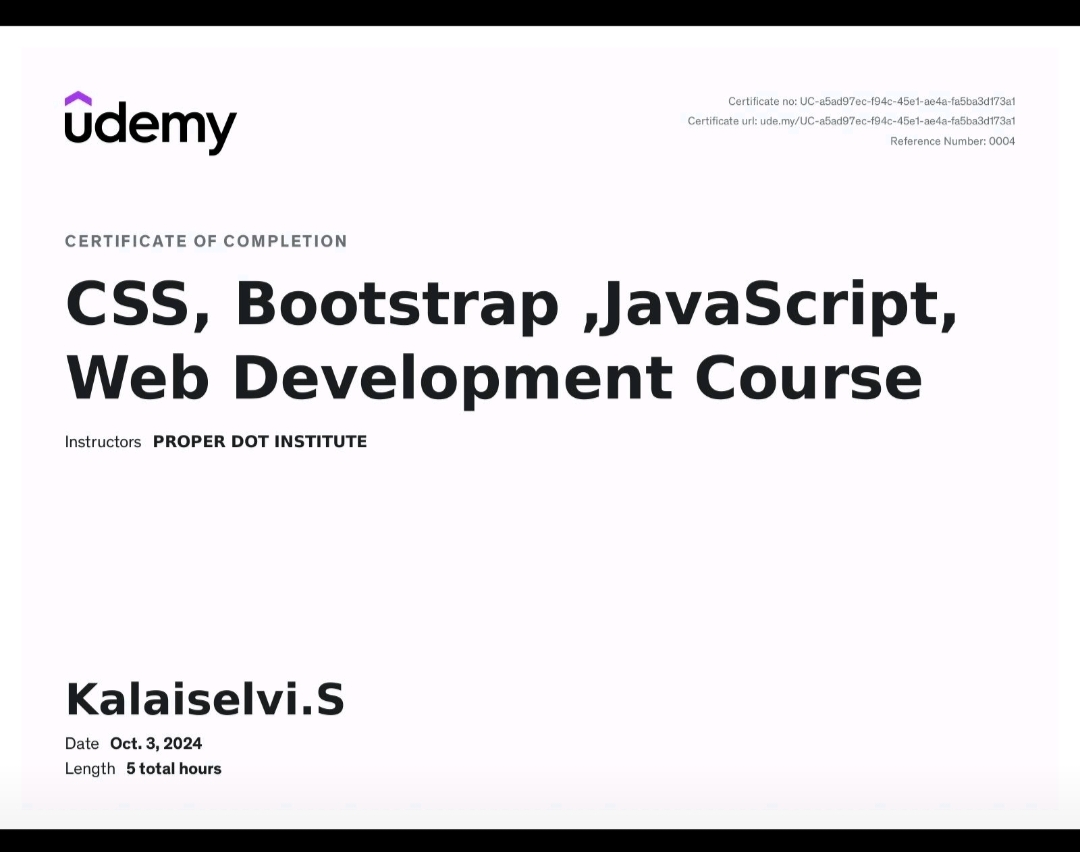 udemy
Certificate no: UC-a5ad97ec-f94c-45e1-ae4a-fa5ba3d173a1
Certificate url: ude.my/UC-a5ad97ec-f94c-45e1-ae4a-fa5ba3d173a1
Reference Number: 0004
CERTIFICATE OF COMPLETION
CSS, Bootstrap ,JavaScript,
Web Development Course
Instructors PROPER DOT INSTITUTE
Kalaiselvi.S
Date Oct. 3, 2024
Length 5 total hours